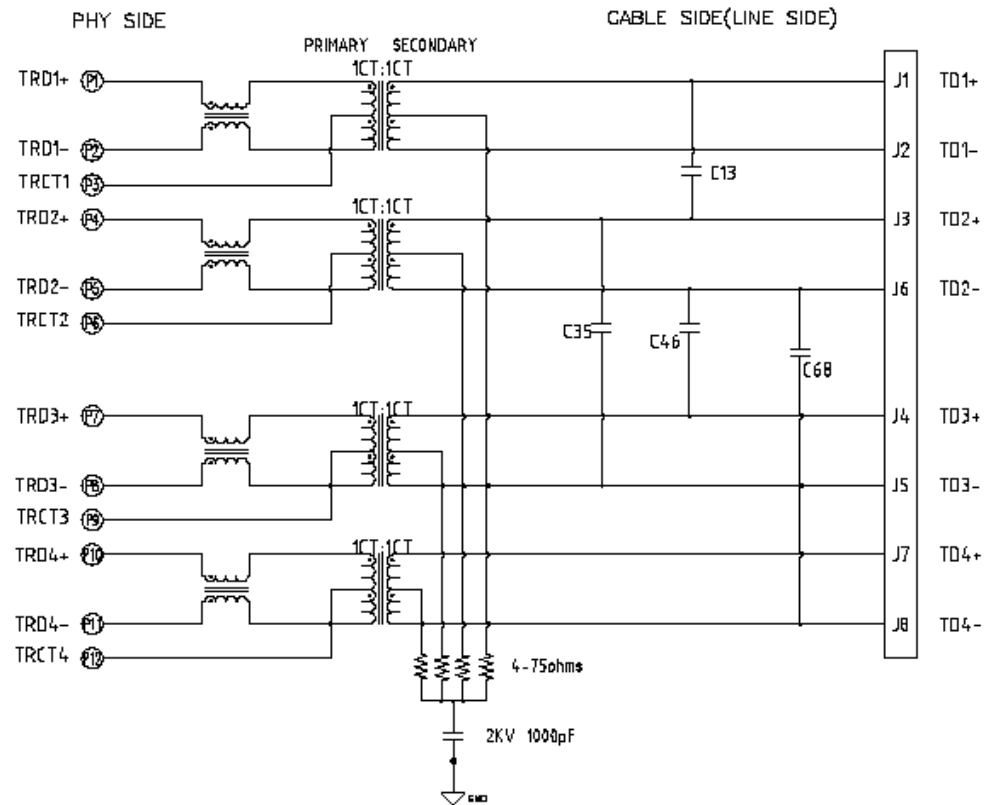 PHY SIDE
CABLE SIDE(LINE SIDE)
PRIMARY SECONDARY
1CT:1CT
TRD1+ P1 J1 TD1+
TRD1- P2 J2 TD1-
C13
TRCT1 P3
1CT:1CT
TRD2+ P4 J3 TD2+
TRD2- P5 J6 TD2-
TRCT2 P6
C35 C46
C68
1CT:1CT
TRD3+ P7 J4 TD3+
TRD3- P8 J5 TD3-
TRCT3 P9
1CT:1CT
TRD4+ P10 J7 TD4+
TRD4- P11 J8 TD4-
TRCT4 P12
4-75ohms
2KV 1000pF
GND